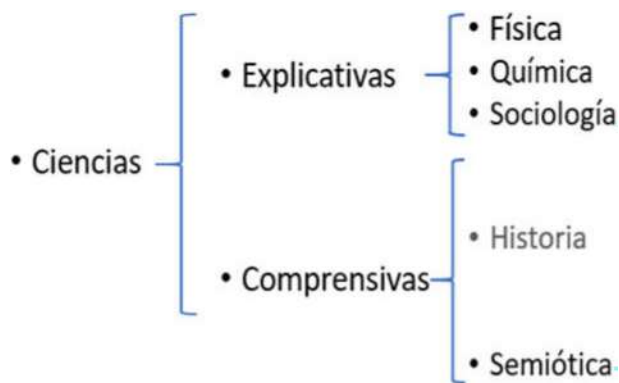 • Ciencias
• Explicativas
• Física
• Química
• Sociología
• Comprensivas
• Historia
• Semiótica